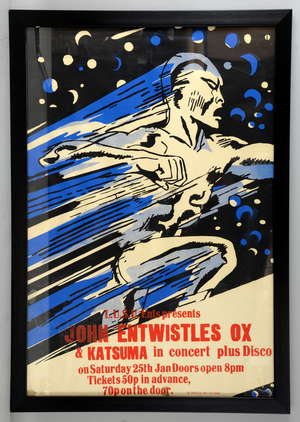 Ents presents
JOHN ENTWISTLES OX
& KATSUMA in concert plus Disco
on Saturday 25th Jan Doors open 8pm
Tickets 50p in advance,
70p on the door.